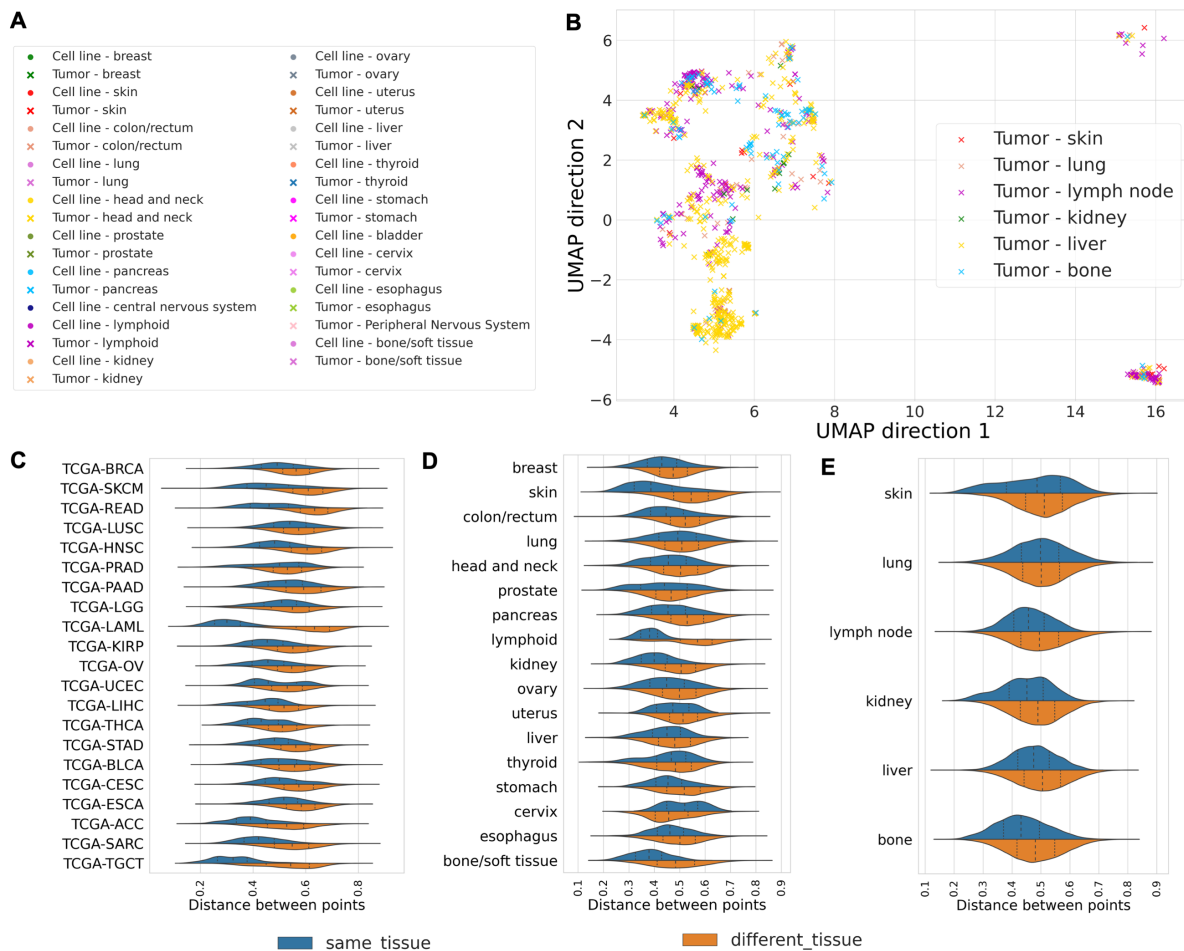 A
Cell line - breast
Tumor - breast
Cell line - skin
Tumor - skin
Cell line - colon/rectum
Tumor - colon/rectum
Cell line - lung
Tumor - lung
Cell line - head and neck
Tumor - head and neck
Cell line - prostate
Tumor - prostate
Cell line - pancreas
Tumor - pancreas
Cell line - central nervous system
Cell line - lymphoid
Tumor - lymphoid
Cell line - kidney
Tumor - kidney
Cell line - ovary
Tumor - ovary
Cell line - uterus
Tumor - uterus
Cell line - liver
Tumor - liver
Cell line - thyroid
Tumor - thyroid
Cell line - stomach
Tumor - stomach
Cell line - bladder
Cell line - cervix
Tumor - cervix
Cell line - esophagus
Tumor - esophagus
Tumor - Peripheral Nervous System
Cell line - bone/soft tissue
Tumor - bone/soft tissue
B
UMAP direction 2
6
4
2
0
−2
−4
−6
Tumor - skin
Tumor - lung
Tumor - lymph node
Tumor - kidney
Tumor - liver
Tumor - bone
4 6 8 10 12 14 16
UMAP direction 1
C
TCGA-BRCA
TCGA-SKCM
TCGA-READ
TCGA-LUSC
TCGA-HNSC
TCGA-PRAD
TCGA-PAAD
TCGA-LGG
TCGA-LAML
TCGA-KIRP
TCGA-OV
TCGA-UCEC
TCGA-LIHC
TCGA-THCA
TCGA-STAD
TCGA-BLCA
TCGA-CESC
TCGA-ESCA
TCGA-ACC
TCGA-SARC
TCGA-TGCT
0.2 0.4 0.6 0.8
Distance between points
D
breast
skin
colon/rectum
lung
head and neck
prostate
pancreas
lymphoid
kidney
ovary
uterus
liver
thyroid
stomach
cervix
esophagus
bone/soft tissue
0.1 0.2 0.3 0.4 0.5 0.6 0.7 0.8 0.9
Distance between points
E
skin
lung
lymph node
kidney
liver
bone
0.1 0.2 0.3 0.4 0.5 0.6 0.7 0.8 0.9
Distance between points
same_tissue
different_tissue